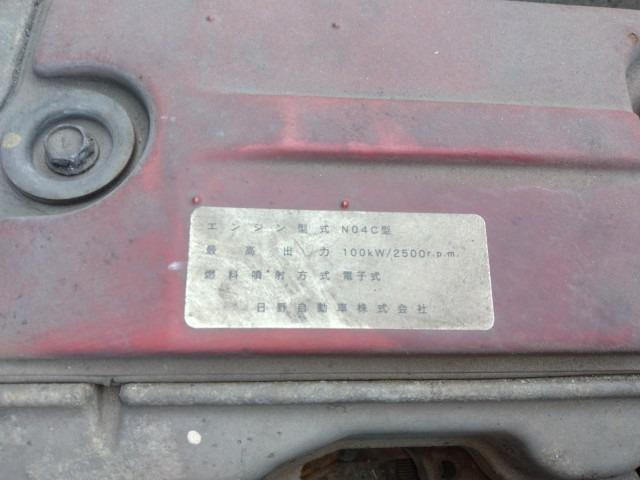 エンジン型式 N04C型
最高出力 100kW/2500r.p.m.
燃料噴射方式 電子式
日野自動車株式会社